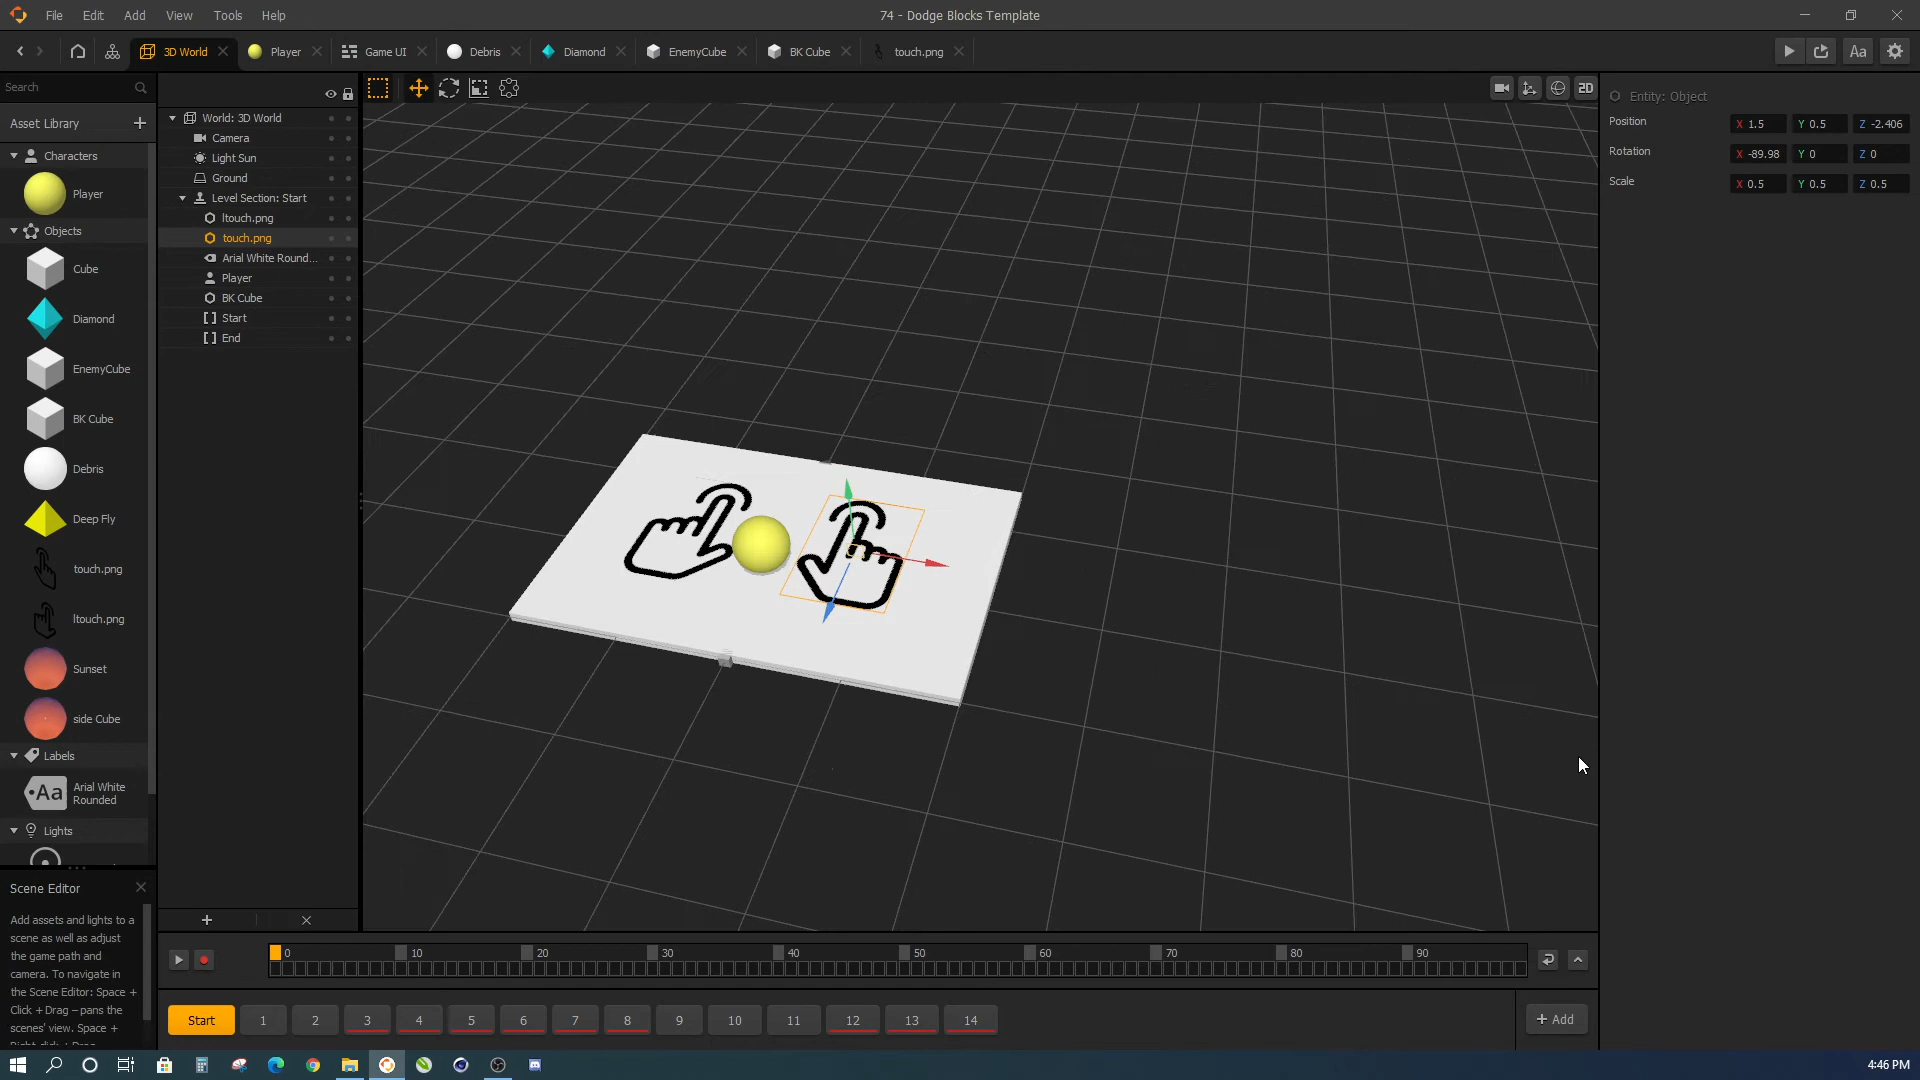 File Edit Add View Tools Help
74 - Dodge Blocks Template
3D World
Player
Game UI
Debris
Diamond
EnemyCube
BK Cube
touch.png
Aa
Search
Asset Library
Characters
Player
Objects
Cube
Diamond
EnemyCube
BK Cube
Debris
Deep Fly
touch.png
ltouch.png
Sunset
side Cube
Labels
Aa
Arial White
Rounded
Lights
World: 3D World
Camera
Light Sun
Ground
Level Section: Start
ltouch.png
touch.png
Arial White Round...
Player
BK Cube
Start
End
2D
Entity: Object
Position X 1.5 Y 0.5 Z -2.406
Rotation X -89.98 Y 0 Z 0
Scale X 0.5 Y 0.5 Z 0.5
Scene Editor
Add assets and lights to a
scene as well as adjust
the game path and
camera. To navigate in
the Scene Editor: Space +
Click + Drag – pans the
scenes' view. Space +
0 10 20 30 40 50 60 70 80 90
Start 1 2 3 4 5 6 7 8 9 10 11 12 13 14
+ Add
4:46 PM